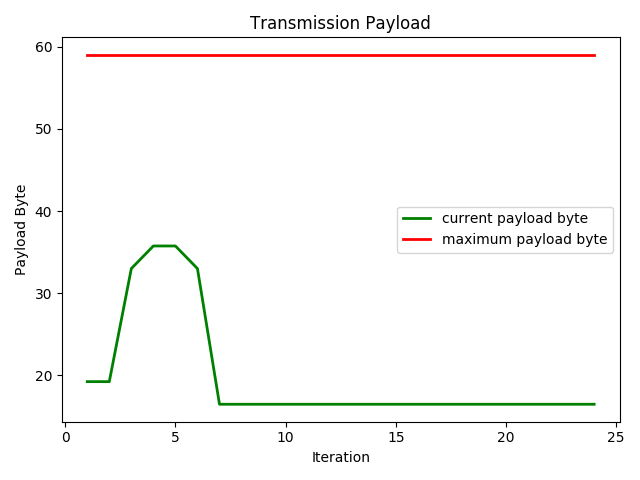 Transmission Payload
60
50
40
30
20
Payload Byte
current payload byte
maximum payload byte
0 5 10 15 20 25
Iteration